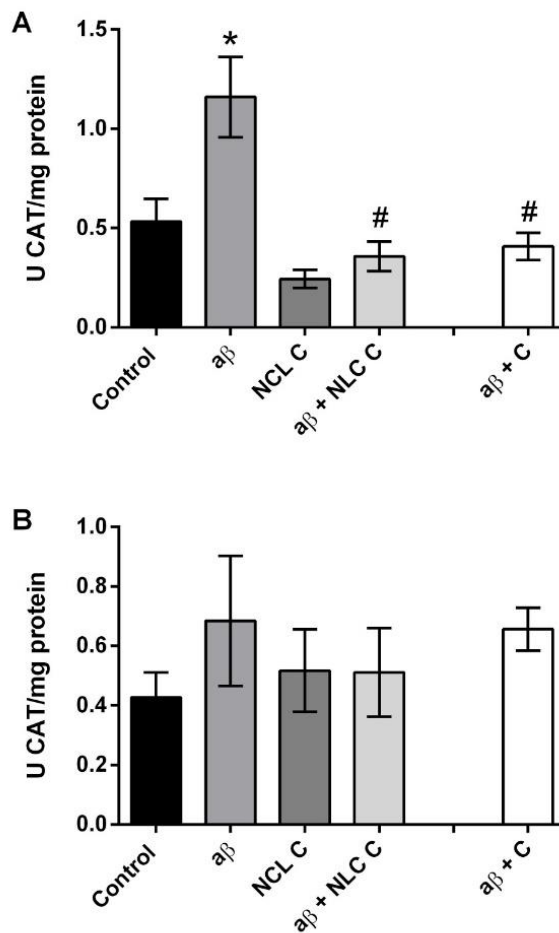 A
U CAT/mg protein
1.5
1.0
0.5
0.0
*
#
#
Control
aβ
NCL C
aβ + NLC C
aβ + C
B
U CAT/mg protein
1.0
0.8
0.6
0.4
0.2
0.0
Control
aβ
NCL C
aβ + NLC C
aβ + C